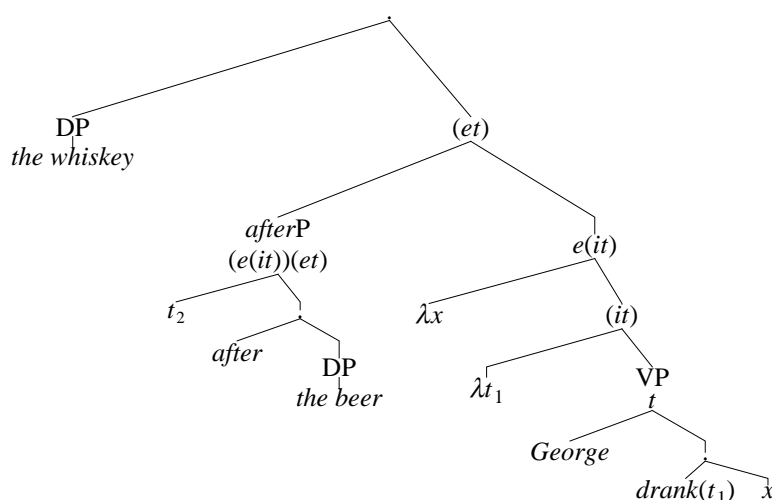 DP
(et)
the whiskey
afterP
(e(it))(et)
e(it)
t2
λx
(it)
after
DP
the beer
λt1
VP
t
George
drank(t1)
x